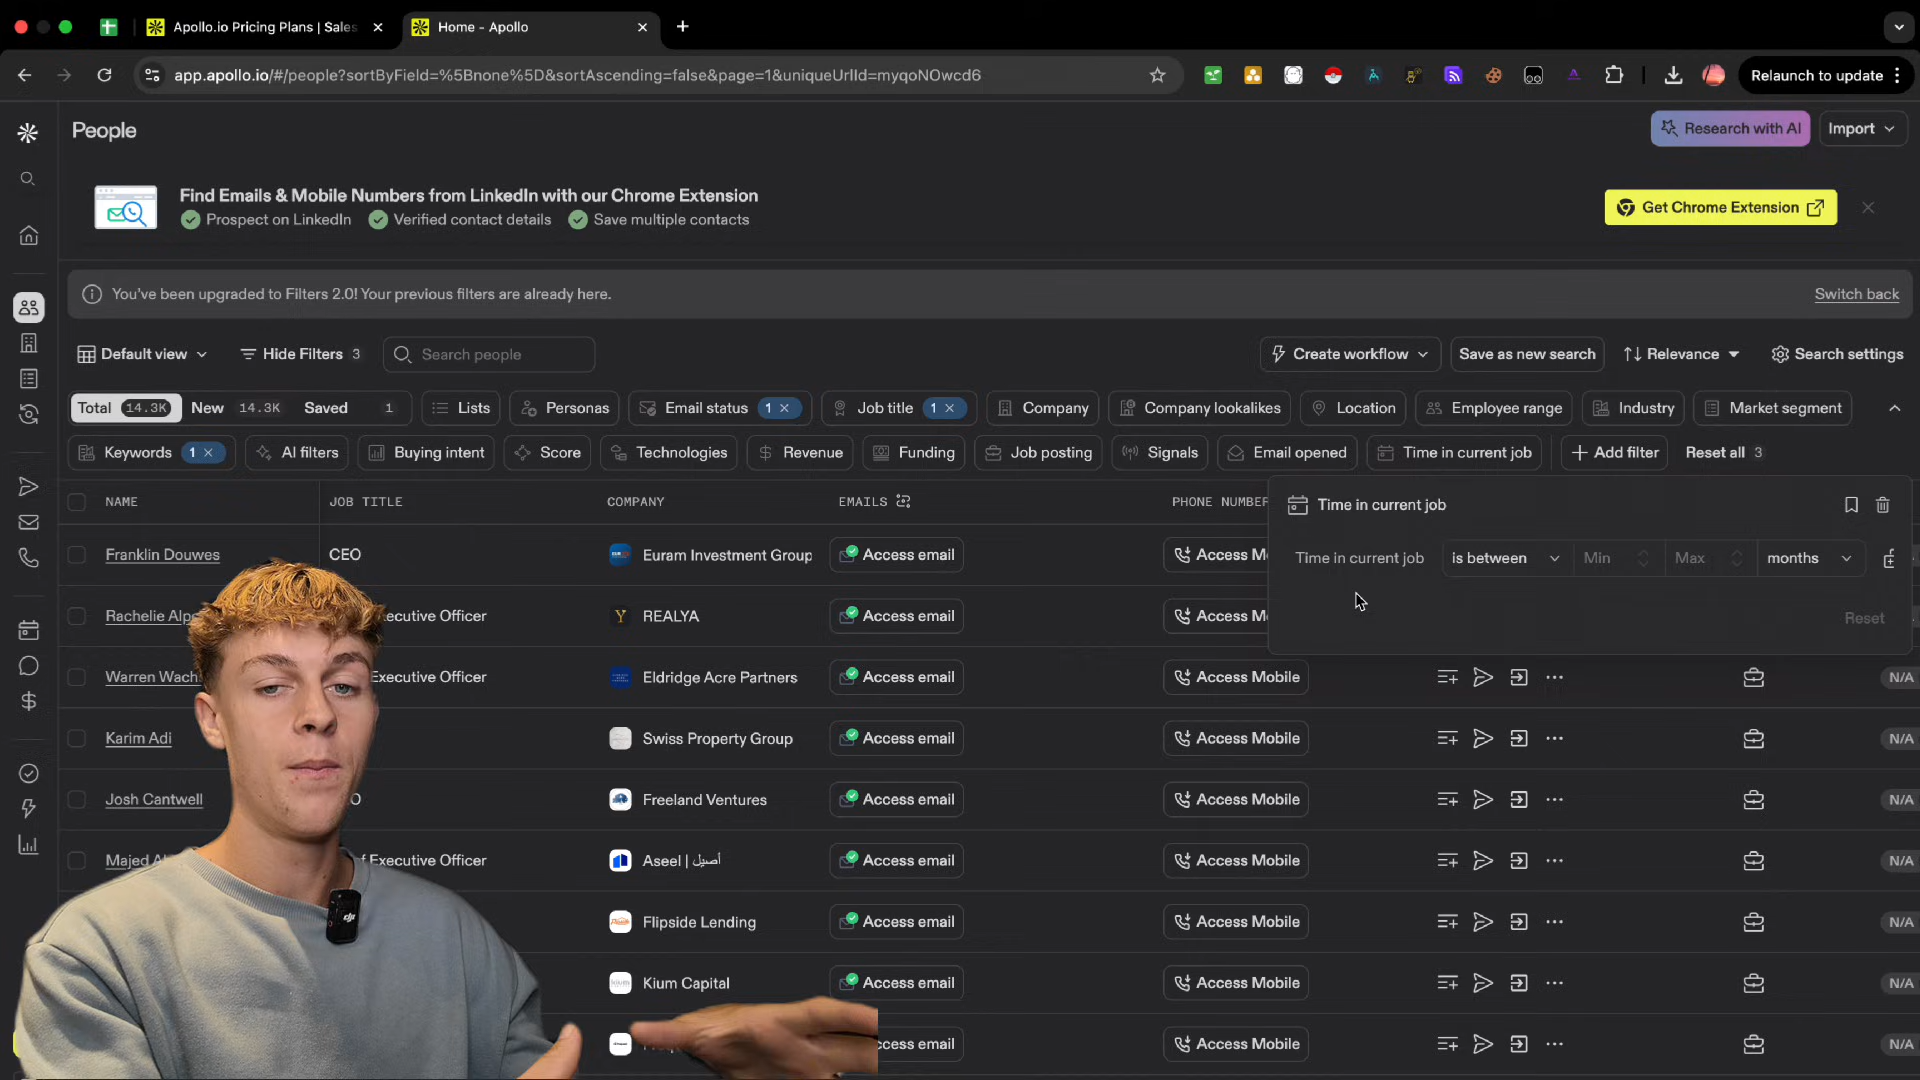 Apollo.io Pricing Plans | Sales
Home - Apollo
app.apollo.io/#/people?sortByField=%5Bnone%5D&sortAscending=false&page=1&uniqueUrlId=myqoNOwcd6
Relaunch to update
People
Research with AI
Import
Find Emails & Mobile Numbers from LinkedIn with our Chrome Extension
Prospect on LinkedIn
Verified contact details
Save multiple contacts
Get Chrome Extension
You've been upgraded to Filters 2.0! Your previous filters are already here.
Switch back
Default view
Hide Filters 3
Search people
Create workflow
Save as new search
Relevance
Search settings
Total 14.3K
New 14.3K
Saved 1
Lists
Personas
Email status 1
Job title 1
Company
Company lookalikes
Location
Employee range
Industry
Market segment
Keywords 1
AI filters
Buying intent
Score
Technologies
Revenue
Funding
Job posting
Signals
Email opened
Time in current job
Add filter
Reset all 3
NAME
JOB TITLE
COMPANY
EMAILS
PHONE NUMBER
Time in current job
Time in current job
is between
Min
Max
months
Reset
Franklin Douwes
CEO
Euram Investment Group
Access email
Access M
Rachelie Alp
Executive Officer
REALYA
Access email
Access M
Warren Wach
Executive Officer
Eldridge Acre Partners
Access email
Access Mobile
N/A
Karim Adi
Swiss Property Group
Access email
Access Mobile
N/A
Josh Cantwell
O
Freeland Ventures
Access email
Access Mobile
N/A
Majed Al
f Executive Officer
Aseel | أصيل
Access email
Access Mobile
N/A
Flipside Lending
Access email
Access Mobile
N/A
Kium Capital
Access email
Access Mobile
N/A
ccess email
Access Mobile
N/A
dji